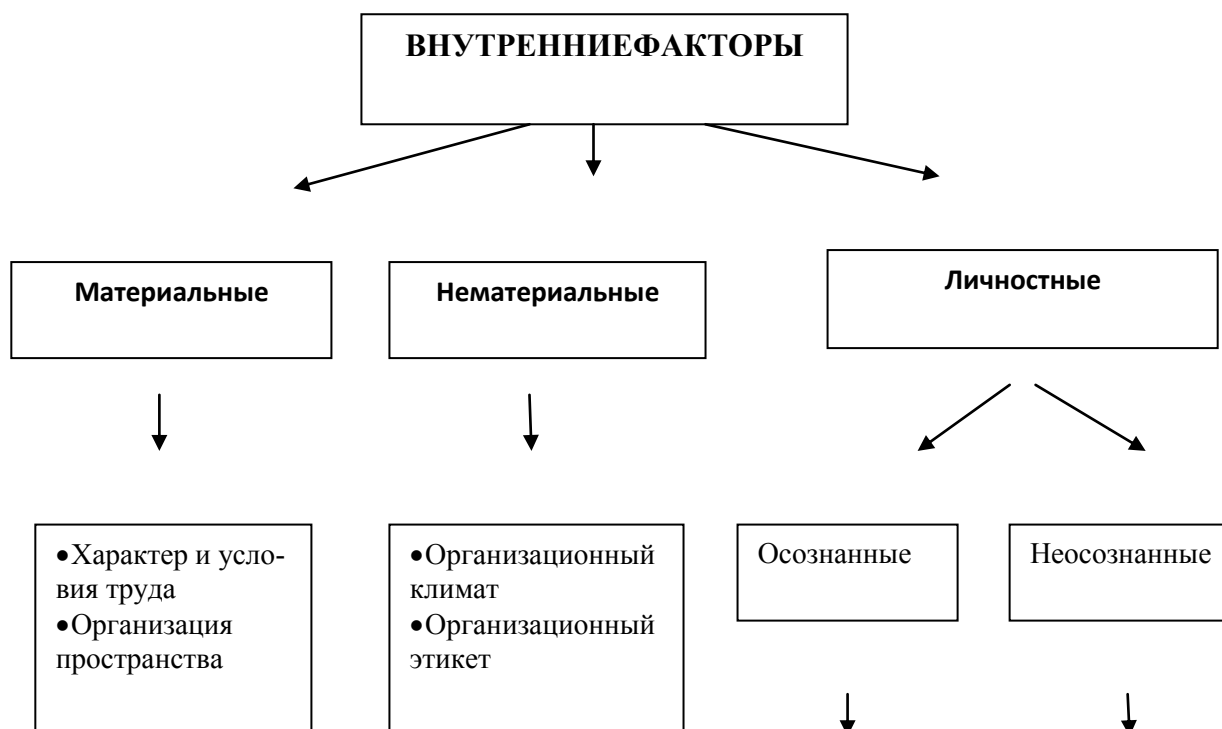 ВНУТРЕННИЕФАКТОРЫ
Материальные
Нематериальные
Личностные
•Характер и усло-
вия труда
•Организация
пространства
•Организационный
климат
•Организационный
этикет
Осознанные
Неосознанные